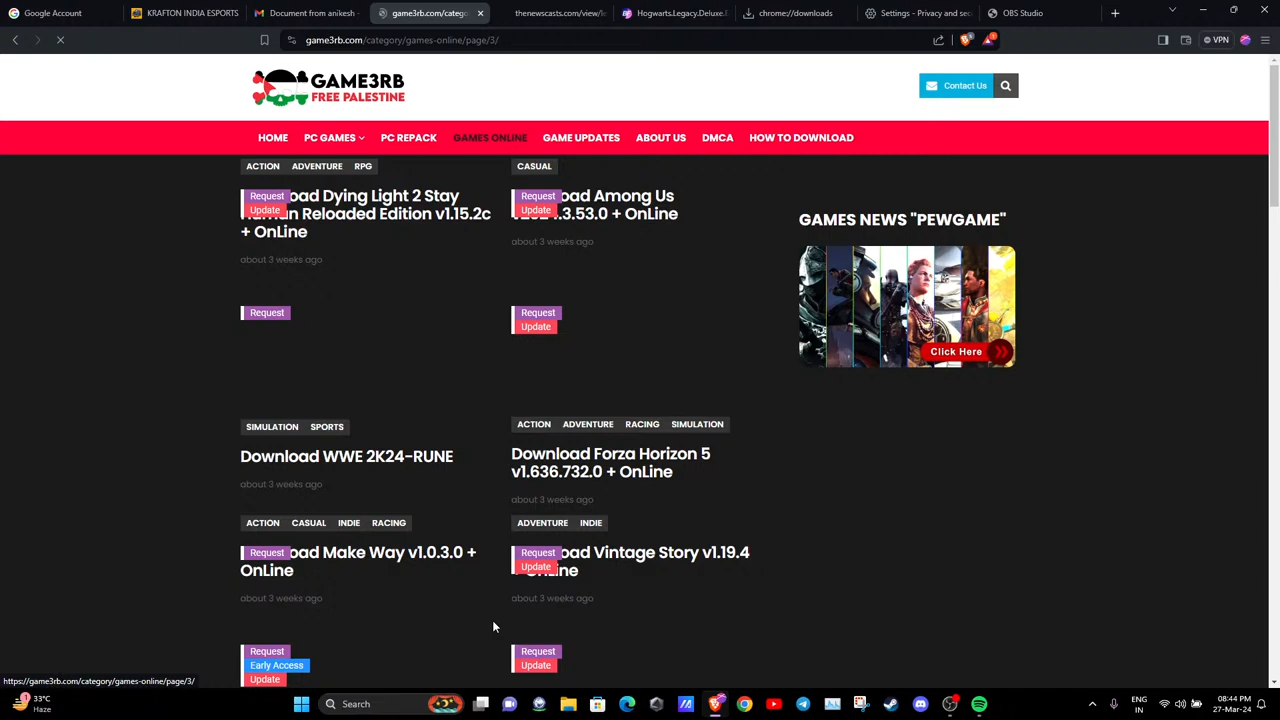 Google Account
KRAFTON INDIA ESPORTS
Document from anikesh
game3rb.com/catego
thenewscasts.com/view/le
Hogwarts.Legacy.Deluxe.E
chrome://downloads
Settings - Privacy and sec
OBS Studio
game3rb.com/category/games-online/page/3/
VPN
GAME3RB
FREE PALESTINE
Contact Us
HOME
PC GAMES
PC REPACK
GAMES ONLINE
GAME UPDATES
ABOUT US
DMCA
HOW TO DOWNLOAD
ACTION ADVENTURE RPG
Request
Update
oad Dying Light 2 Stay
n Reloaded Edition v1.15.2c
+ OnLine
about 3 weeks ago
CASUAL
Request
Update
oad Among Us
.3.53.0 + OnLine
about 3 weeks ago
GAMES NEWS "PEWGAME"
Click Here
Request
Request
Update
SIMULATION SPORTS
Download WWE 2K24-RUNE
about 3 weeks ago
ACTION ADVENTURE RACING SIMULATION
Download Forza Horizon 5
v1.636.732.0 + OnLine
about 3 weeks ago
ACTION CASUAL INDIE RACING
Request
oad Make Way v1.0.3.0 +
OnLine
about 3 weeks ago
ADVENTURE INDIE
Request
Update
oad Vintage Story v1.19.4
about 3 weeks ago
Request
Early Access
Update
Request
Update
https://game3rb.com/category/games-online/page/3/
33°C
Haze
Search
ENG
IN
08:44 PM
27-Mar-24